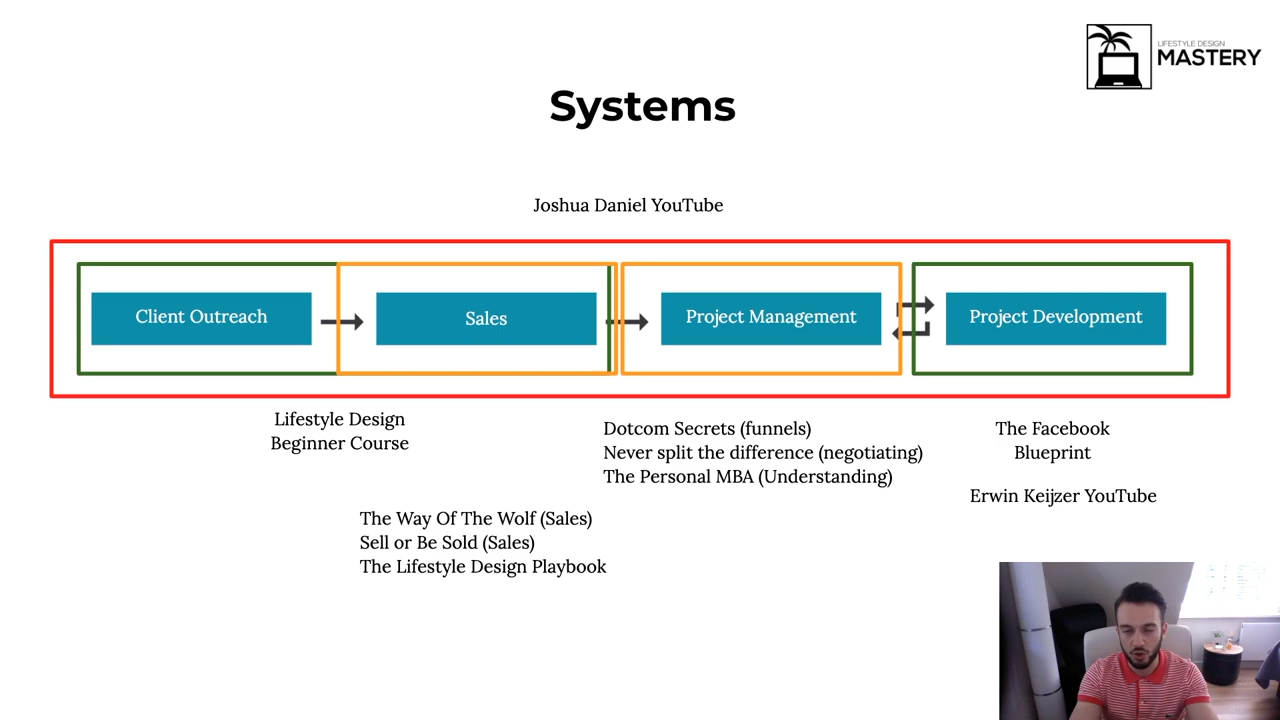 LIFESTYLE DESIGN
MASTERY
Systems
Joshua Daniel YouTube
Client Outreach
Sales
Project Management
Project Development
Lifestyle Design
Beginner Course
Dotcom Secrets (funnels)
Never split the difference (negotiating)
The Personal MBA (Understanding)
The Facebook
Blueprint
Erwin Keijzer YouTube
The Way Of The Wolf (Sales)
Sell or Be Sold (Sales)
The Lifestyle Design Playbook